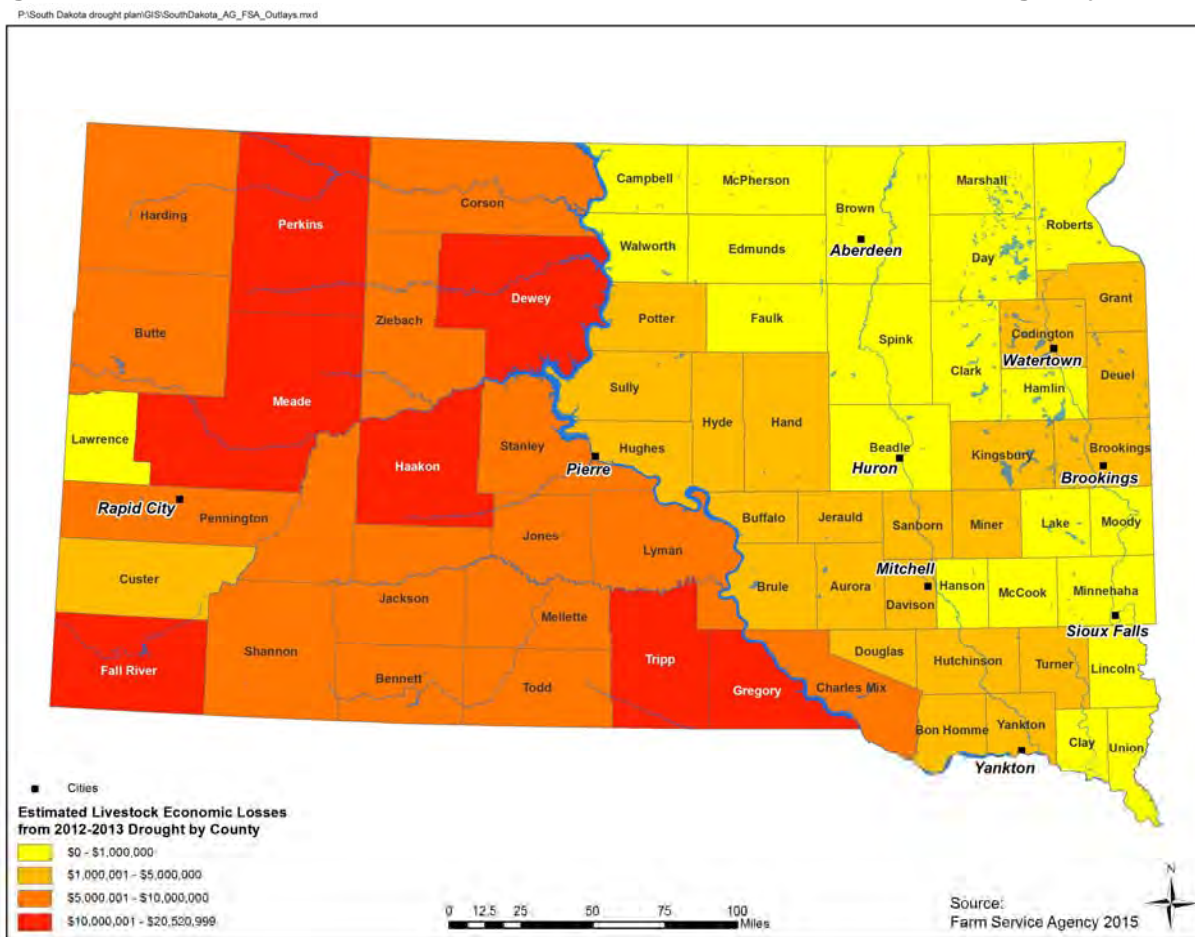 P:\South Dakota drought plan\GIS\SouthDakota_AG_FSA_Outlays.mxd
Campbell
McPherson
Brown
Marshall
Roberts
Harding
Perkins
Corson
Walworth
Edmunds
Aberdeen
Day
Butte
Ziebach
Dewey
Potter
Faulk
Spink
Clark
Codington
Watertown
Grant
Hamlin
Deuel
Lawrence
Meade
Haakon
Stanley
Sully
Hughes
Pierre
Hyde
Hand
Beadle
Huron
Kingsbury
Brookings
Brookings
Rapid City
Pennington
Jones
Lyman
Buffalo
Jerauld
Sanborn
Miner
Lake
Moody
Custer
Jackson
Mellette
Brule
Aurora
Mitchell
Davison
Hanson
McCook
Minnehaha
Sioux Falls
Fall River
Shannon
Bennett
Todd
Tripp
Gregory
Charles Mix
Douglas
Hutchinson
Turner
Lincoln
Bon Homme
Yankton
Yankton
Clay
Union
Cities
Estimated Livestock Economic Losses
from 2012-2013 Drought by County
$0 - $1,000,000
$1,000,001 - $5,000,000
$5,000,001 - $10,000,000
$10,000,001 - $20,520,999
0 12.5 25 50 75 100
Miles
N
Source:
Farm Service Agency 2015